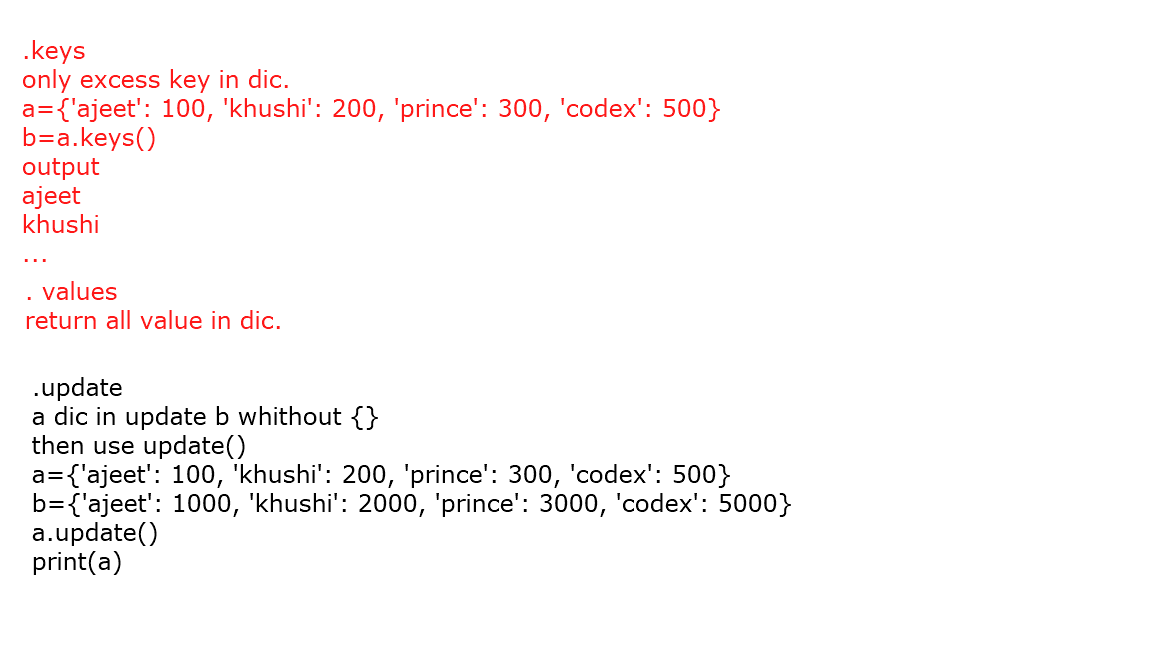 .keys
only excess key in dic.
a={'ajeet': 100, 'khushi': 200, 'prince': 300, 'codex': 500}
b=a.keys()
output
ajeet
khushi
...
. values
return all value in dic.
.update
a dic in update b whithout {}
then use update()
a={'ajeet': 100, 'khushi': 200, 'prince': 300, 'codex': 500}
b={'ajeet': 1000, 'khushi': 2000, 'prince': 3000, 'codex': 5000}
a.update()
print(a)